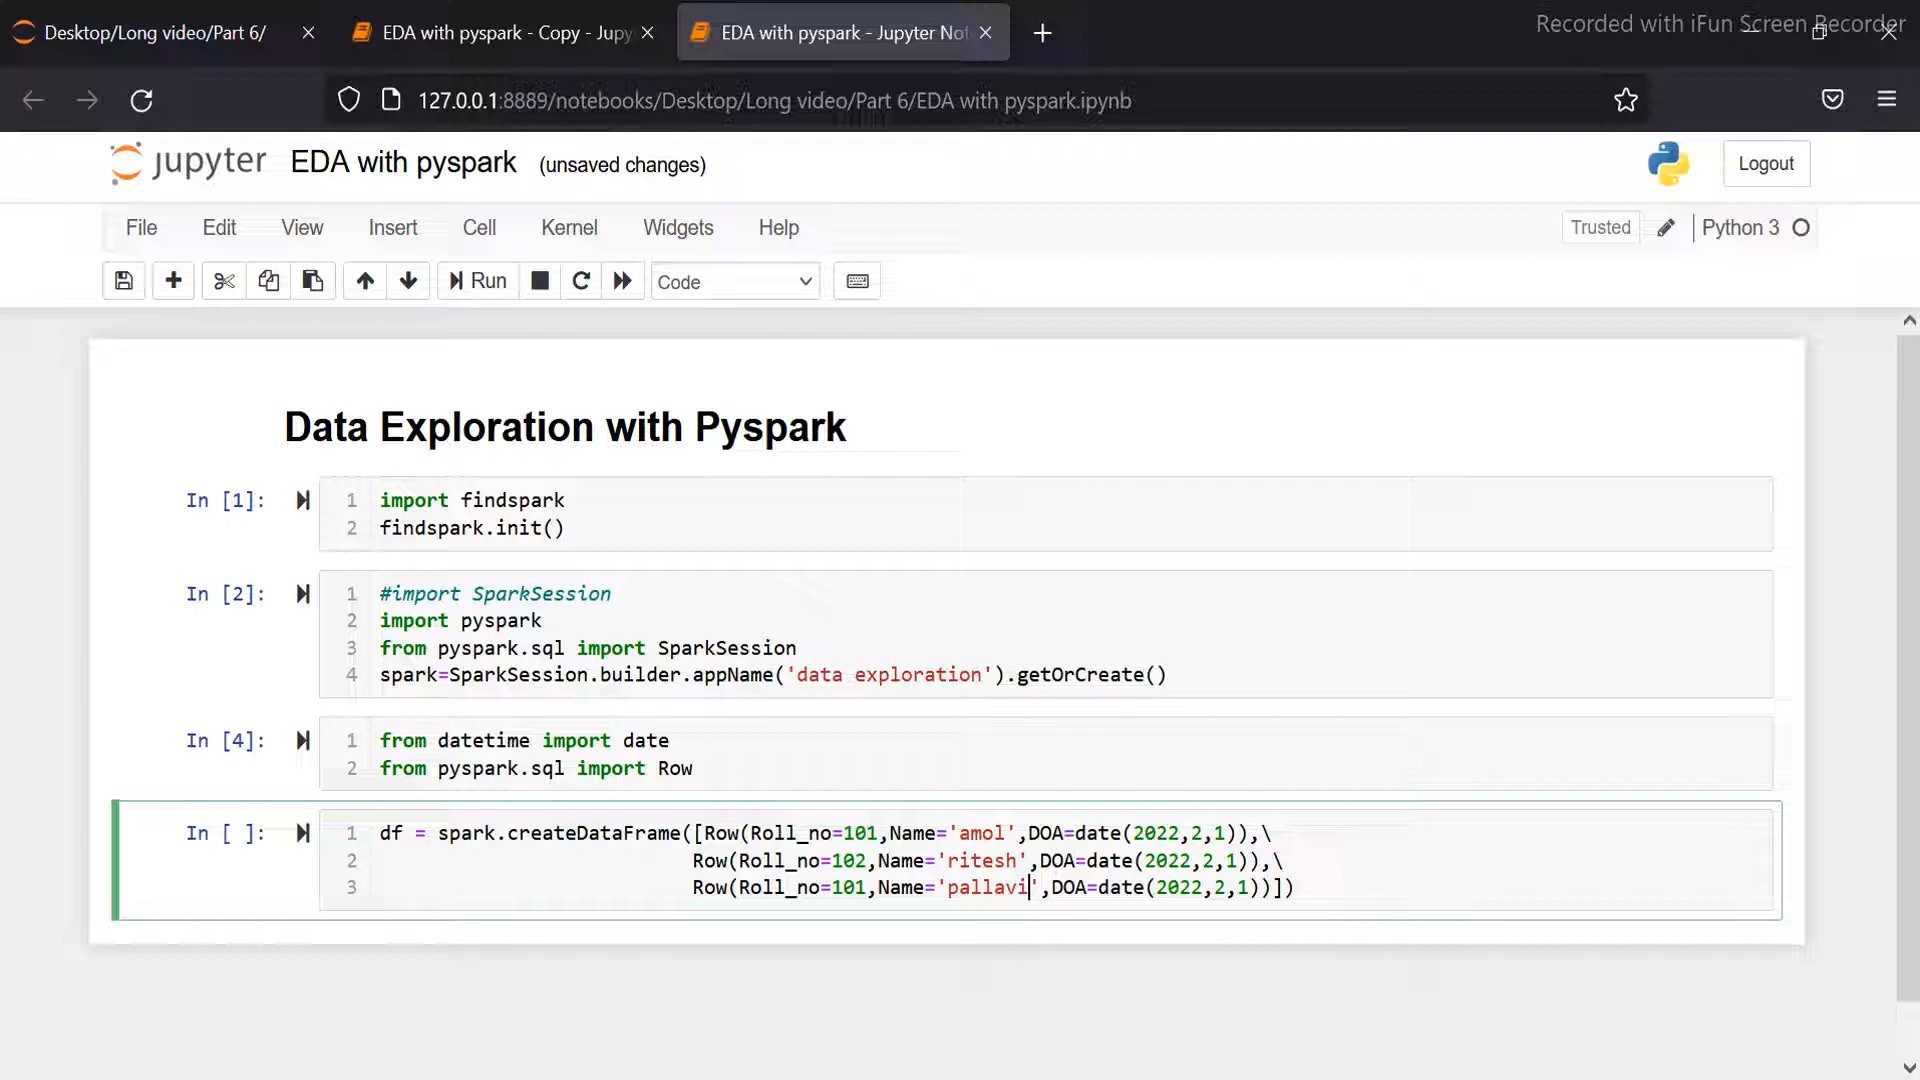 Desktop/Long video/Part 6/
EDA with pyspark - Copy - Jupy
EDA with pyspark - Jupyter Not
Recorded with iFun Screen Recorder
127.0.0.1:8889/notebooks/Desktop/Long video/Part 6/EDA with pyspark.ipynb
jupyter EDA with pyspark (unsaved changes)
Logout
File Edit View Insert Cell Kernel Widgets Help
Trusted Python 3
Run Code
Data Exploration with Pyspark
In [1]:
1 import findspark
2 findspark.init()
In [2]:
1 #import SparkSession
2 import pyspark
3 from pyspark.sql import SparkSession
4 spark=SparkSession.builder.appName('data exploration').getOrCreate()
In [4]:
1 from datetime import date
2 from pyspark.sql import Row
In [ ]:
1 df = spark.createDataFrame([Row(Roll_no=101,Name='amol',DOA=date(2022,2,1)),\
2 Row(Roll_no=102,Name='ritesh',DOA=date(2022,2,1)),\
3 Row(Roll_no=101,Name='pallavi',DOA=date(2022,2,1))])